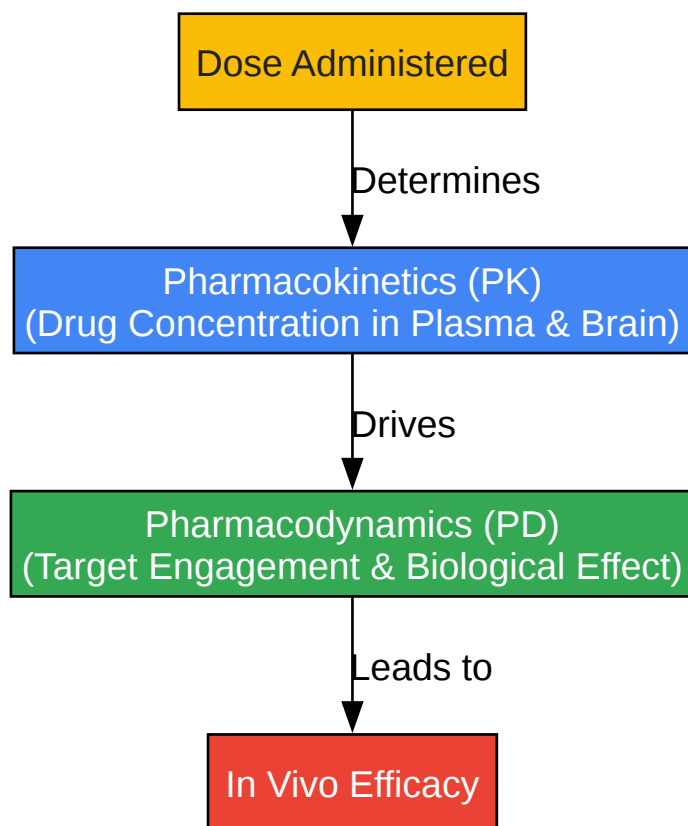 Dose Administered
Determines
Pharmacokinetics (PK)
(Drug Concentration in Plasma & Brain)
Drives
Pharmacodynamics (PD)
(Target Engagement & Biological Effect)
Leads to
In Vivo Efficacy